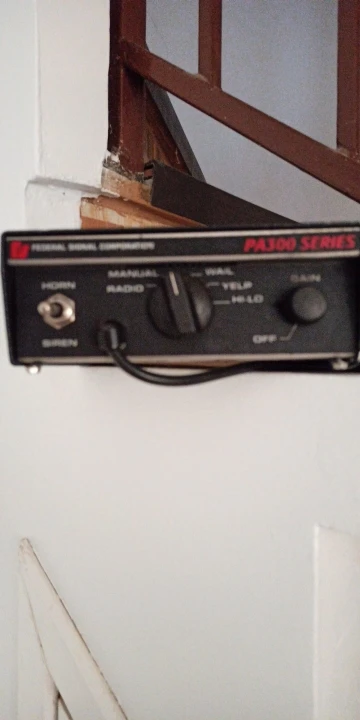 FEDERAL SIGNAL CORPORATION
PA300 SERIES
MANUAL
WAIL
RADIO
YELP
HI-LO
HORN
SIREN
GAIN
OFF